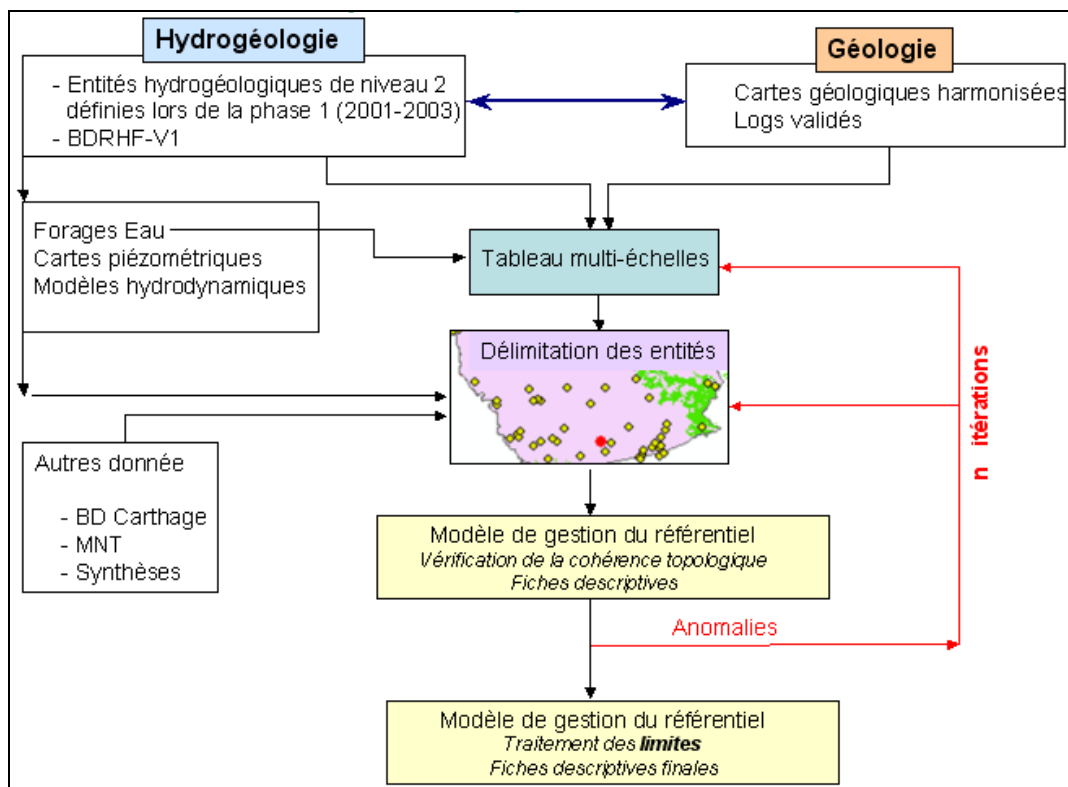 Hydrogéologie
Géologie
- Entités hydrogéologiques de niveau 2
définies lors de la phase 1 (2001-2003)
- BDRHF-V1
Cartes géologiques harmonisées
Logs validés
Forages Eau
Cartes piézométriques
Modèles hydrodynamiques
Tableau multi-échelles
Délimitation des entités
n itérations
Autres donnée
- BD Carthage
- MNT
- Synthèses
Modèle de gestion du référentiel
Vérification de la cohérence topologique
Fiches descriptives
Anomalies
Modèle de gestion du référentiel
Traitement des limites
Fiches descriptives finales